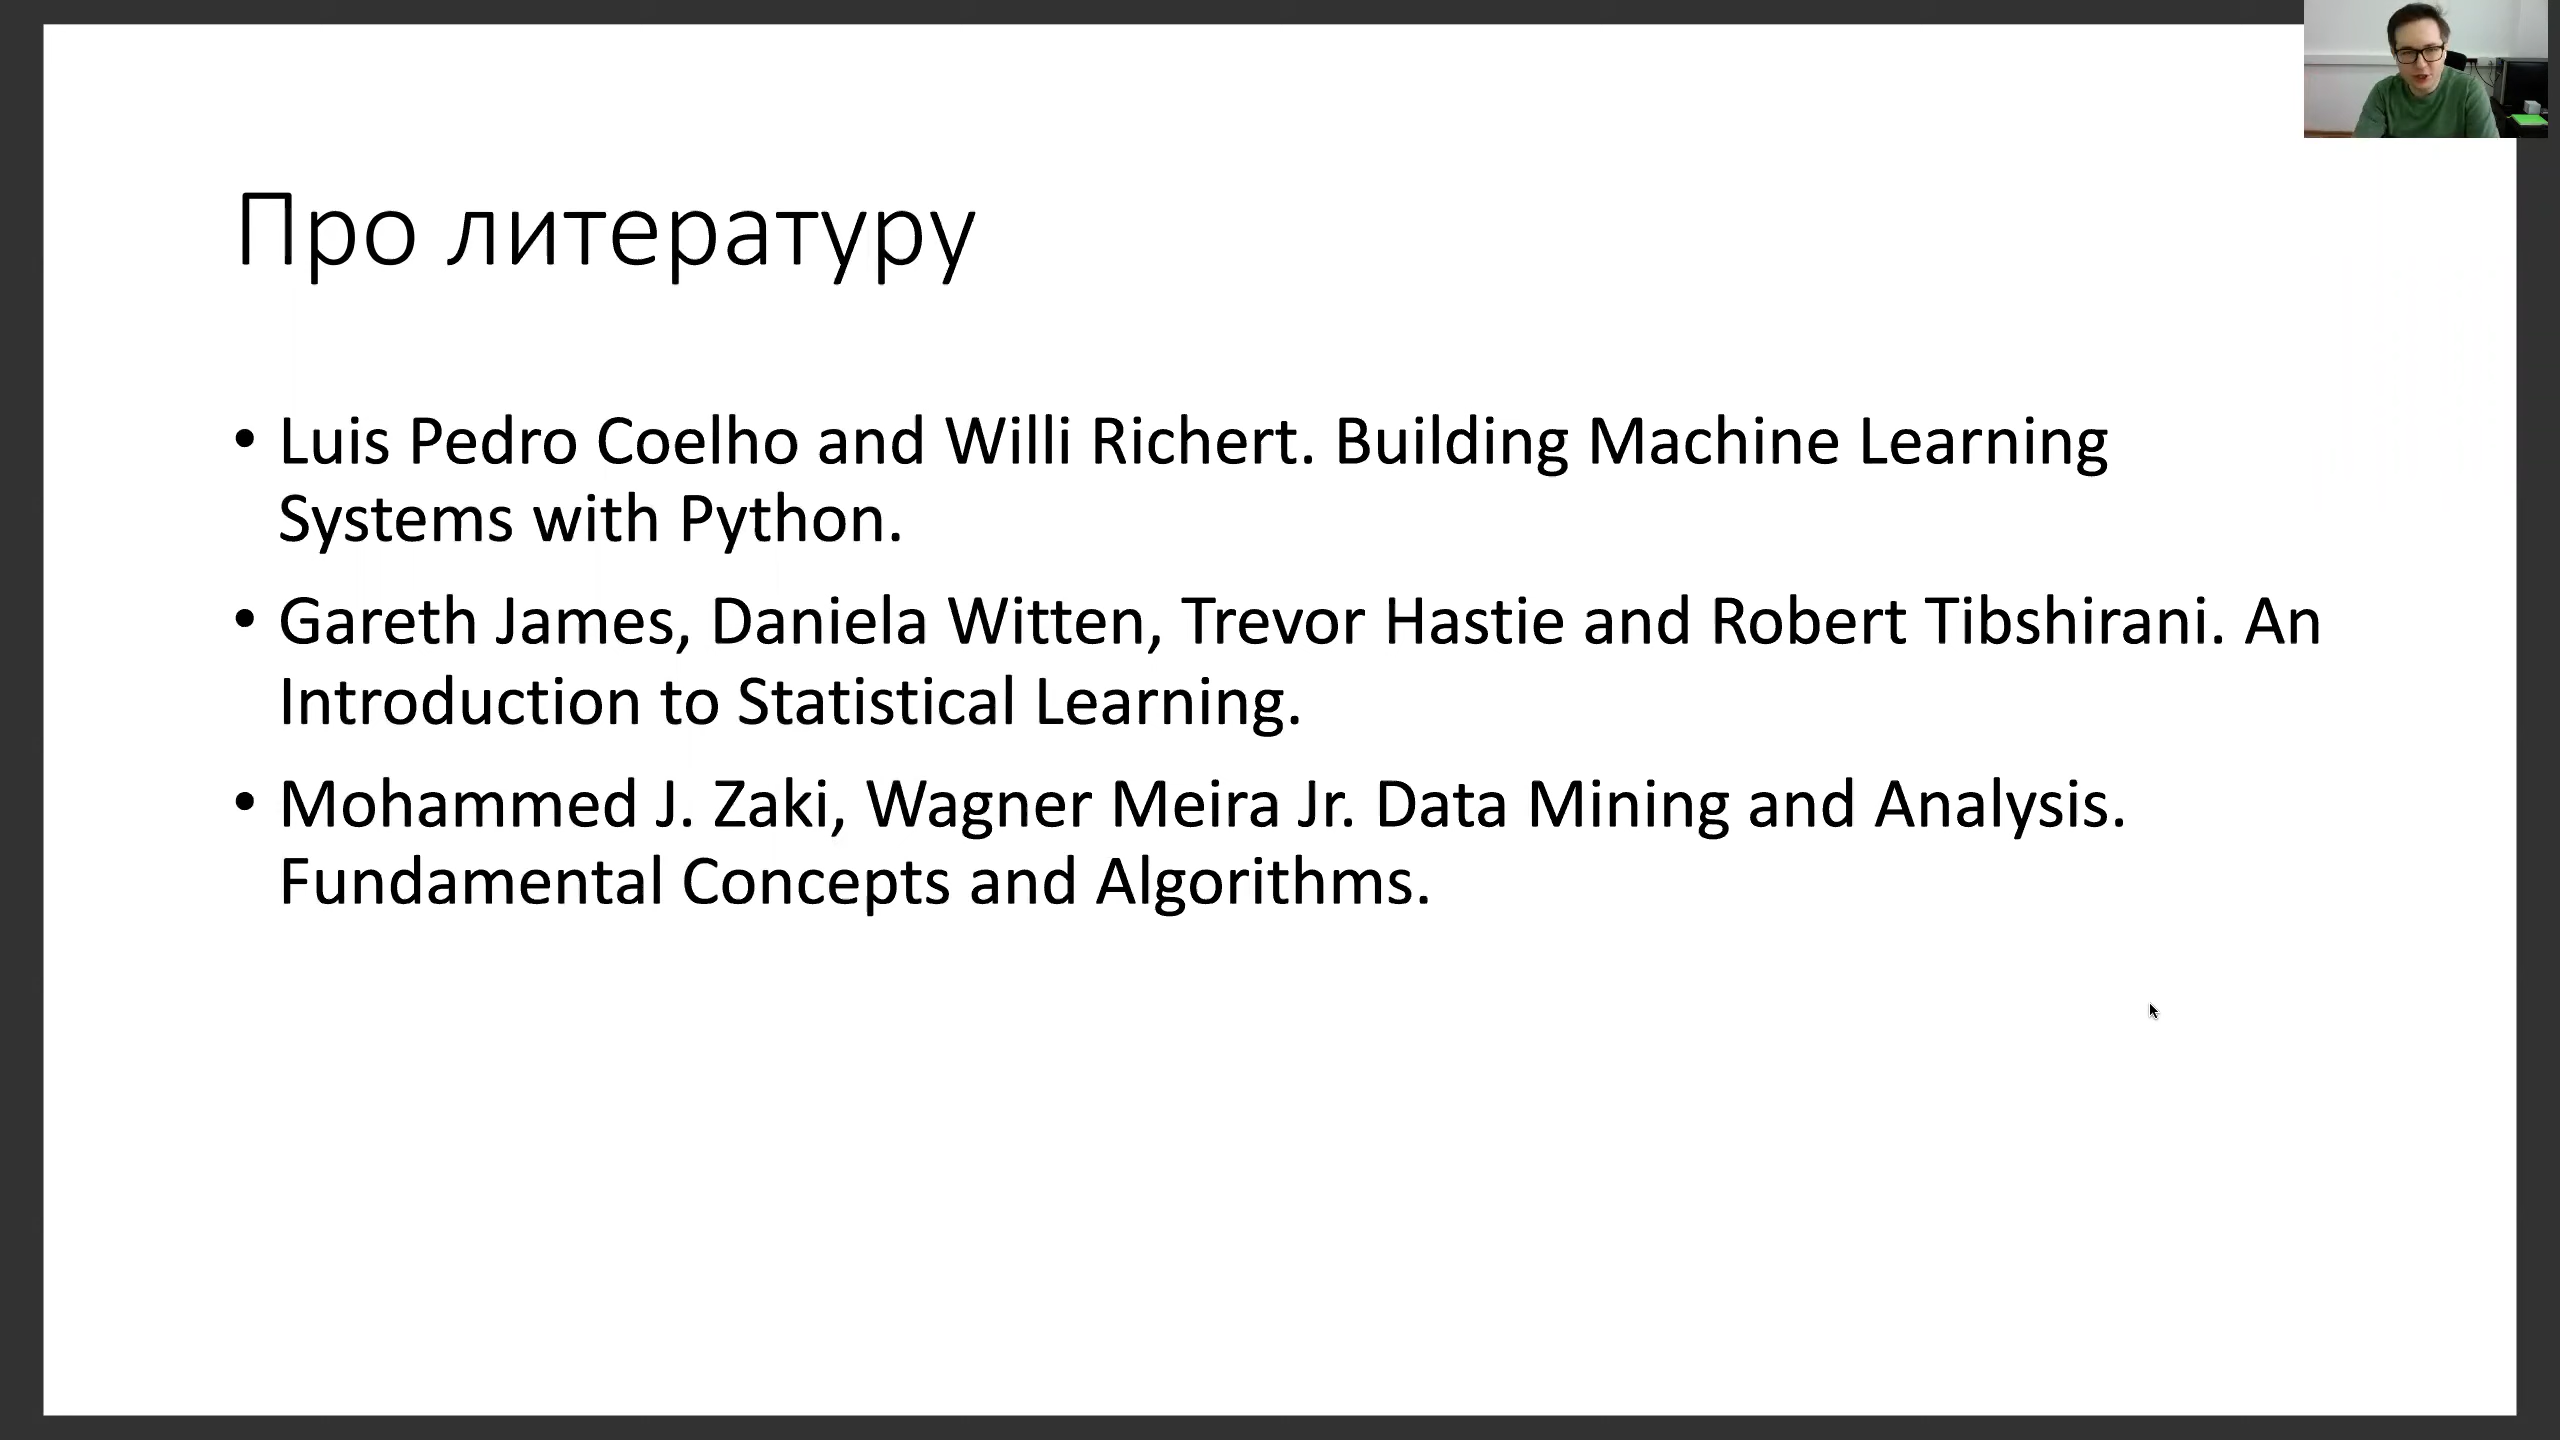 Про литературу
• Luis Pedro Coelho and Willi Richert. Building Machine Learning
Systems with Python.
• Gareth James, Daniela Witten, Trevor Hastie and Robert Tibshirani. An
Introduction to Statistical Learning.
• Mohammed J. Zaki, Wagner Meira Jr. Data Mining and Analysis.
Fundamental Concepts and Algorithms.